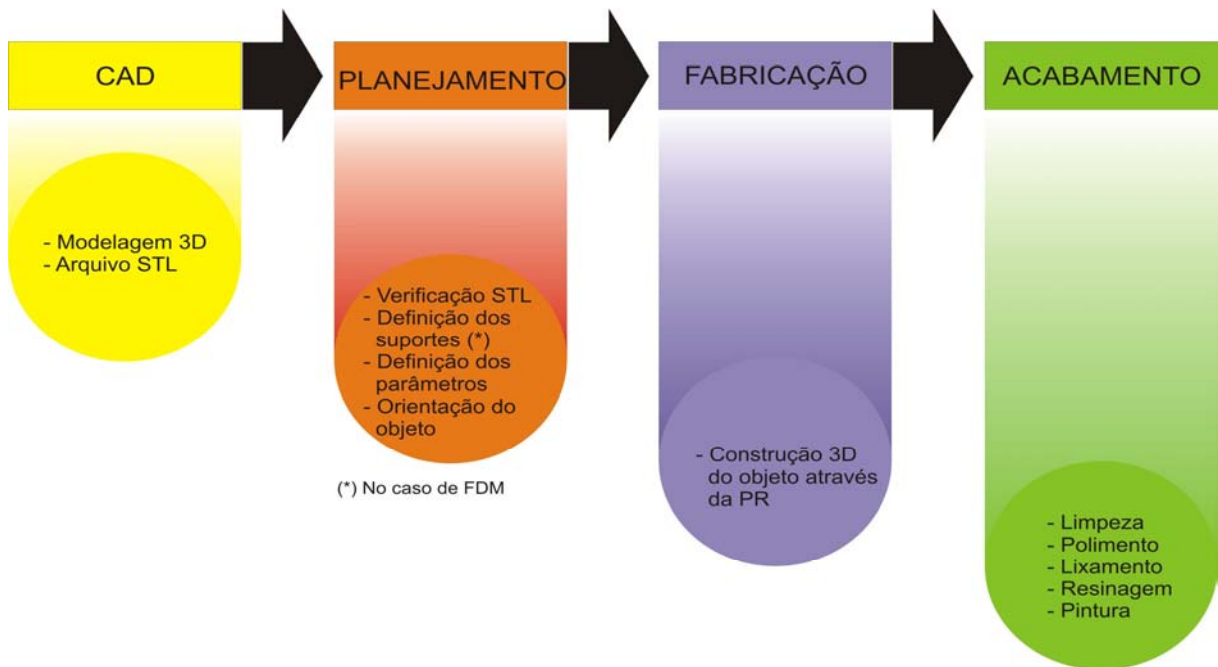 CAD
PLANEJAMENTO
FABRICAÇÃO
ACABAMENTO
- Modelagem 3D
- Arquivo STL
- Verificação STL
- Definição dos
suportes (*)
- Definição dos
parâmetros
- Orientação do
objeto
(*) No caso de FDM
- Construção 3D
do objeto através
da PR
- Limpeza
- Polimento
- Lixamento
- Resinagem
- Pintura